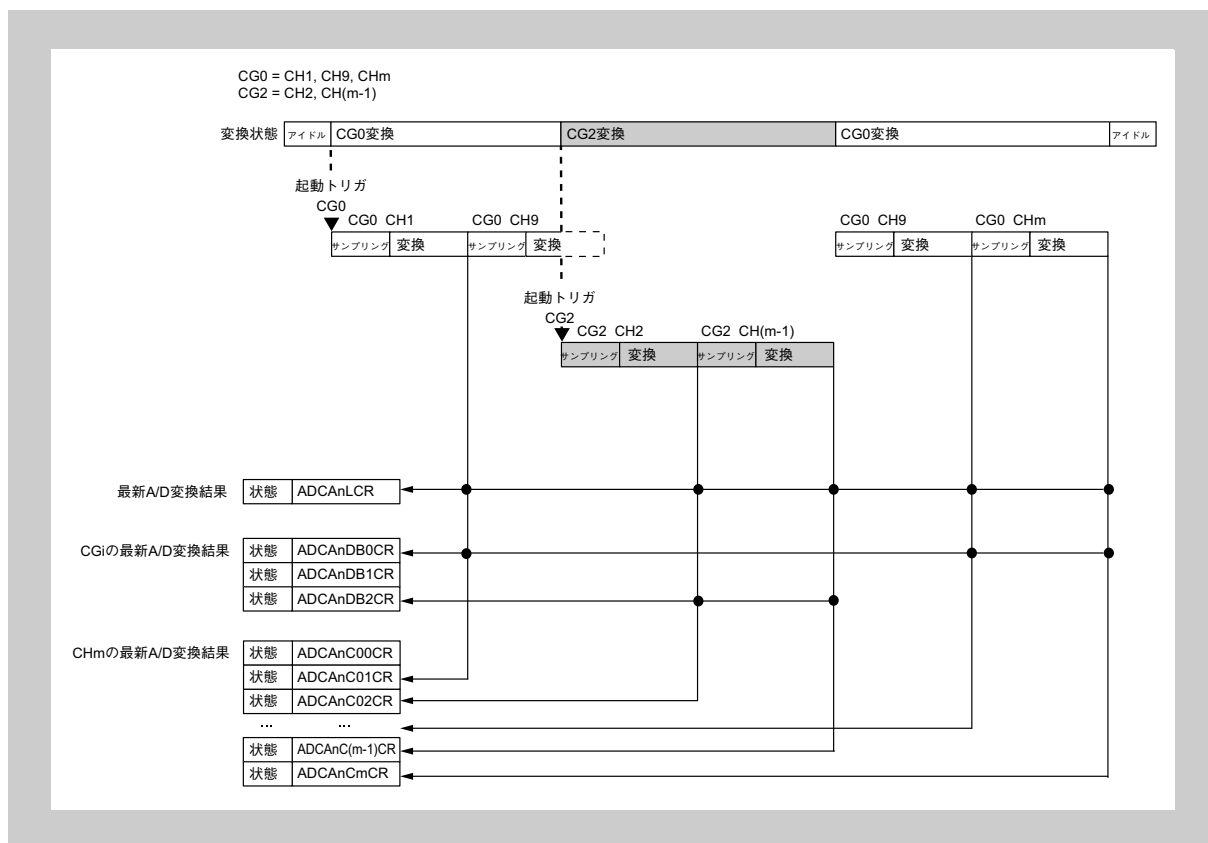 CG0 = CH1, CH9, CHm
CG2 = CH2, CH(m-1)
変換状態 アイドル CG0変換 CG2変換 CG0変換 アイドル
起動トリガ
CG0
CG0 CH1 CG0 CH9 CG0 CH9 CG0 CHm
サンプリング 変換 サンプリング 変換 サンプリング 変換 サンプリング 変換
起動トリガ
CG2
CG2 CH2 CG2 CH(m-1)
サンプリング 変換 サンプリング 変換
最新A/D変換結果 状態 ADCAnLCR
CGiの最新A/D変換結果 状態 ADCAnDB0CR
状態 ADCAnDB1CR
状態 ADCAnDB2CR
CHmの最新A/D変換結果 状態 ADCAnC00CR
状態 ADCAnC01CR
状態 ADCAnC02CR
... ...
状態 ADCAnC(m-1)CR
状態 ADCAnCmCR